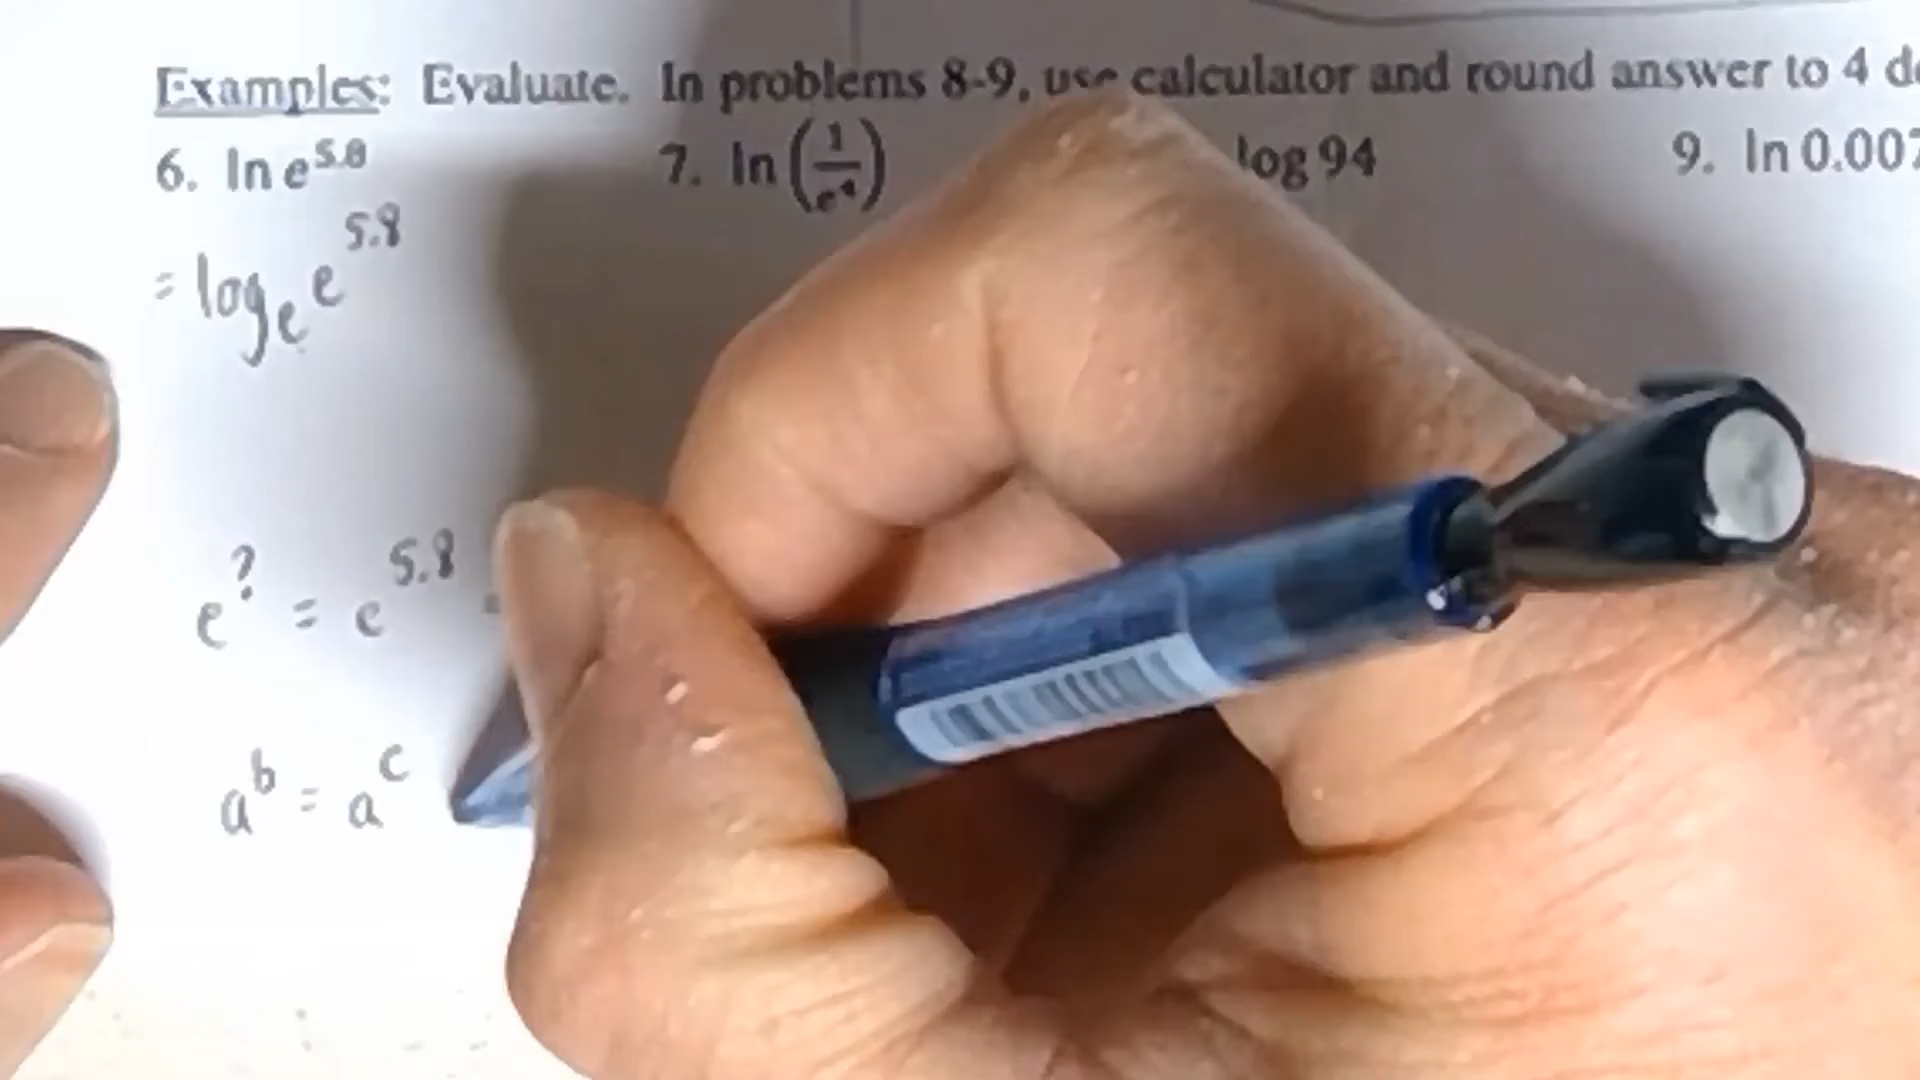 Examples: Evaluate. In problems 8-9, use calculator and round answer to 4
6. ln e^5.8 7. ln (1/e^4) log 94 9. ln 0.007
= log_e e^5.8
e^? = e^5.8
a^b = a^c